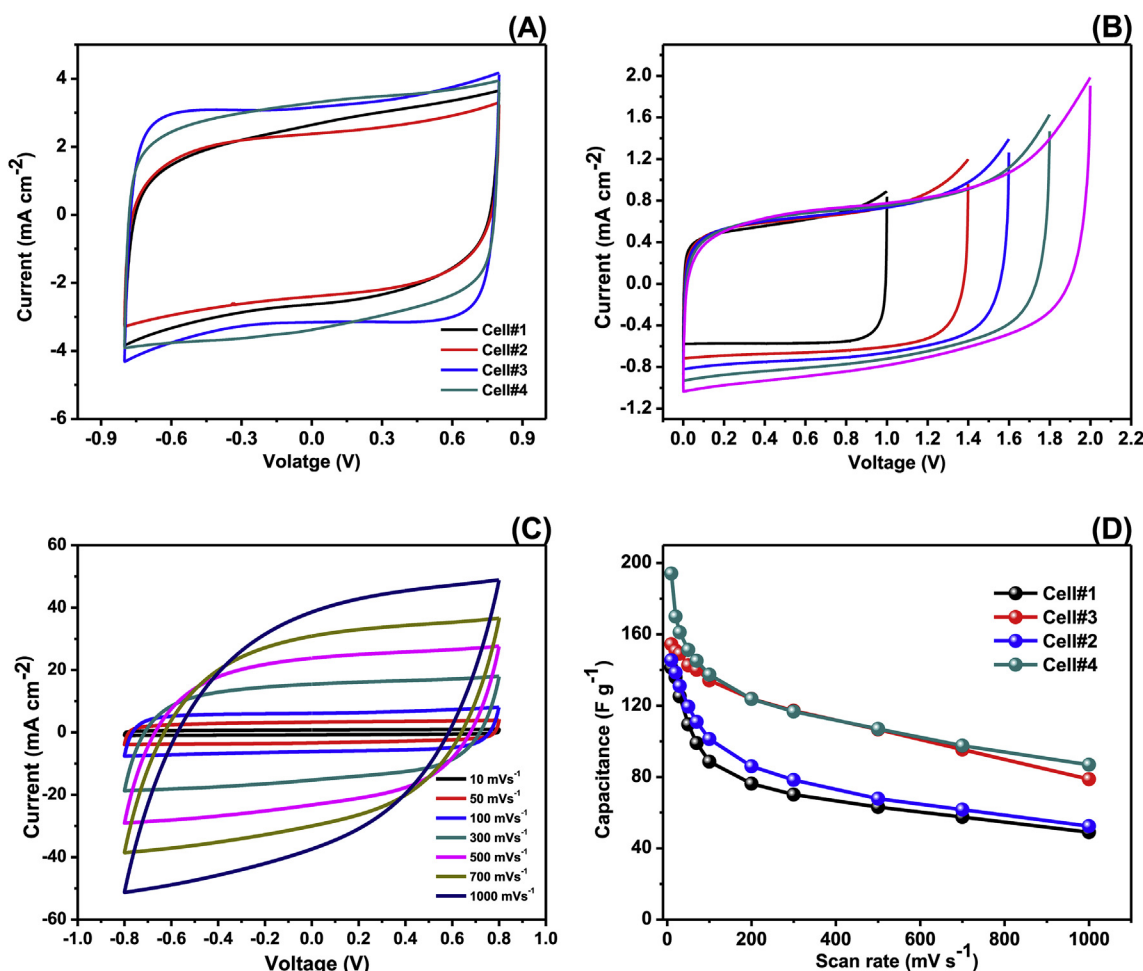 (A)
4
2
0
-2
-4
-6
Current (mA cm-2)
Cell#1
Cell#2
Cell#3
Cell#4
-0.9 -0.6 -0.3 0.0 0.3 0.6 0.9
Volatge (V)
(B)
2.0
1.6
1.2
0.8
0.4
0.0
-0.4
-0.8
-1.2
Current (mA cm-2)
0.0 0.2 0.4 0.6 0.8 1.0 1.2 1.4 1.6 1.8 2.0 2.2
Voltage (V)
(C)
60
40
20
0
-20
-40
-60
Current (mA cm-2)
10 mVs-1
50 mVs-1
100 mVs-1
300 mVs-1
500 mVs-1
700 mVs-1
1000 mVs-1
-1.0 -0.8 -0.6 -0.4 -0.2 0.0 0.2 0.4 0.6 0.8 1.0
Voltage (V)
(D)
200
160
120
80
40
0
Capacitance (F g-1)
Cell#1
Cell#3
Cell#2
Cell#4
0 200 400 600 800 1000
Scan rate (mV s-1)